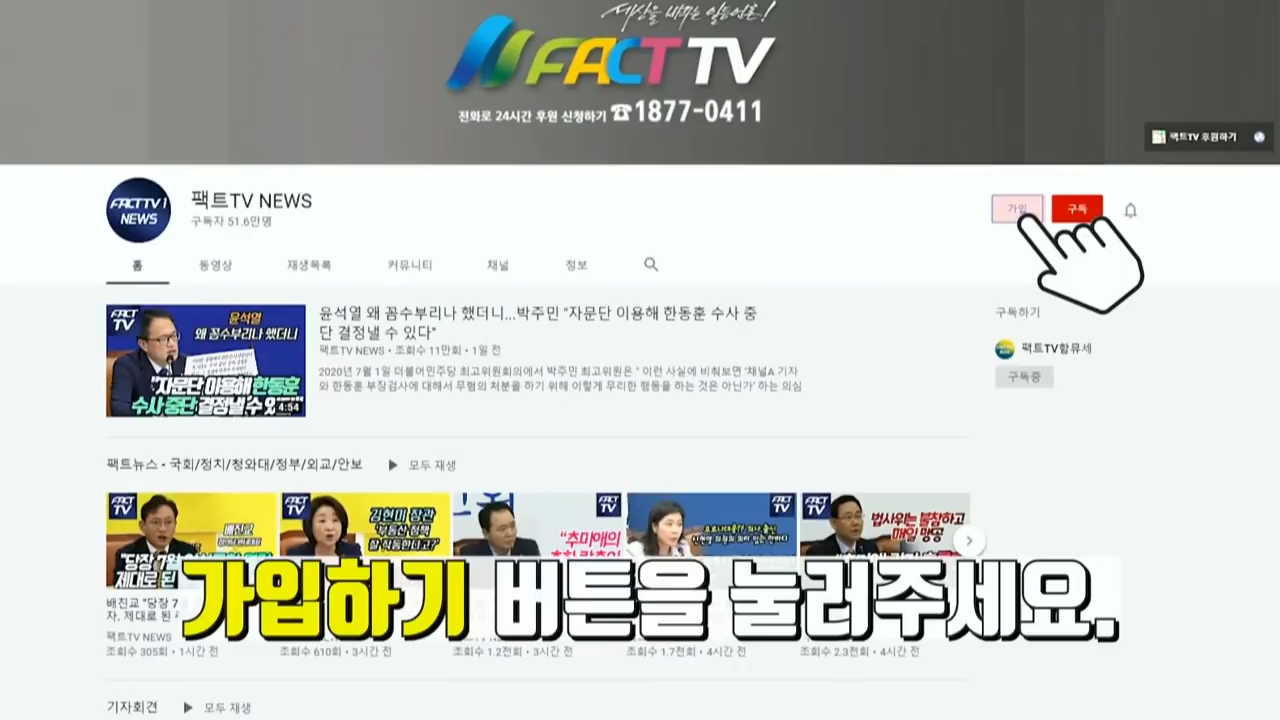 세상을 바꾸는 일등언론!
FACT TV
전화로 24시간 후원 신청하기 ☎1877-0411
팩트TV 후원하기
FACTTV
NEWS
팩트TV NEWS
구독자 51.6만명
가입
구독
홈 동영상 재생목록 커뮤니티 채널 정보
FACT
TV
윤석열
왜 꼼수부리나 했더니
"자문단 이용해 한동훈
수사 중단 결정낼 수 있
4:54
윤석열 왜 꼼수부리나 했더니...박주민 "자문단 이용해 한동훈 수사 중
단 결정낼 수 있다"
팩트TV NEWS • 조회수 11만회 • 1일 전
2020년 7월 1일 더불어민주당 최고위원회의에서 박주민 최고위원은 " 이런 사실에 비춰보면 '채널A 기자
와 한동훈 부장검사에 대해서 무혐의 처분을 하기 위해 이렇게 무리한 행동을 하는 것은 아닌가' 하는 의심
구독하기
팩트TV함류세
구독중
팩트뉴스 - 국회/정치/청와대/정부/외교/안보 ▶ 모두 재생
FACT
TV
배진교
"당장 7월
제대로 된
FACT
TV
김현미 장관
'부동산 정책
잘 작동한다고?'
FACT
TV
"추미애의
FACT
TV
FACT
TV
법사위는 불참하고
가입하기 버튼을 눌러주세요.
배진교 "당장 7
자, 제대로 된
팩트TV NEWS
조회수 305회 • 1시간 전
조회수 610회 • 3시간 전
조회수 1.2천회 • 3시간 전
조회수 1.7천회 • 4시간 전
조회수 2.3천회 • 4시간 전
기자회견 ▶ 모두 재생